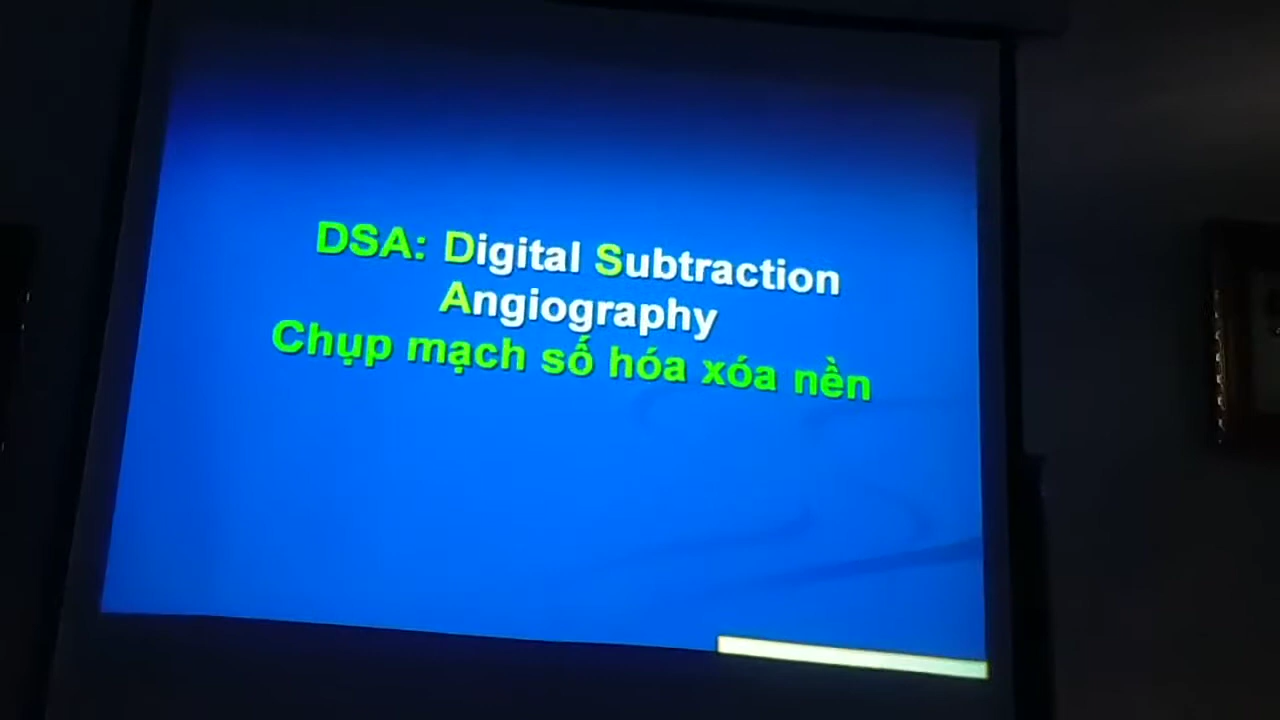 DSA: Digital Subtraction
Angiography
Chụp mạch số hóa xóa nền